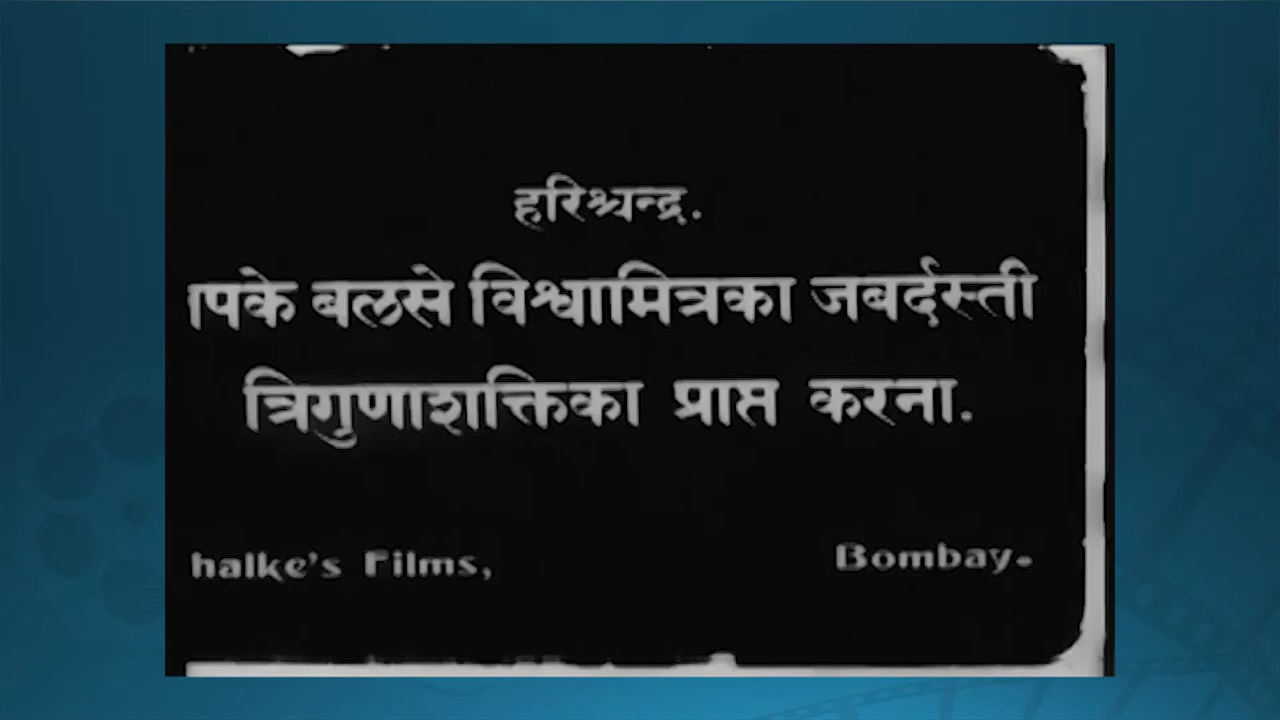 हरिश्चन्द्र.
ापके बलसे विश्वामित्रका जबर्दस्ती
त्रिगुणाशक्तिका प्राप्त करना.
halke's Films,
Bombay.